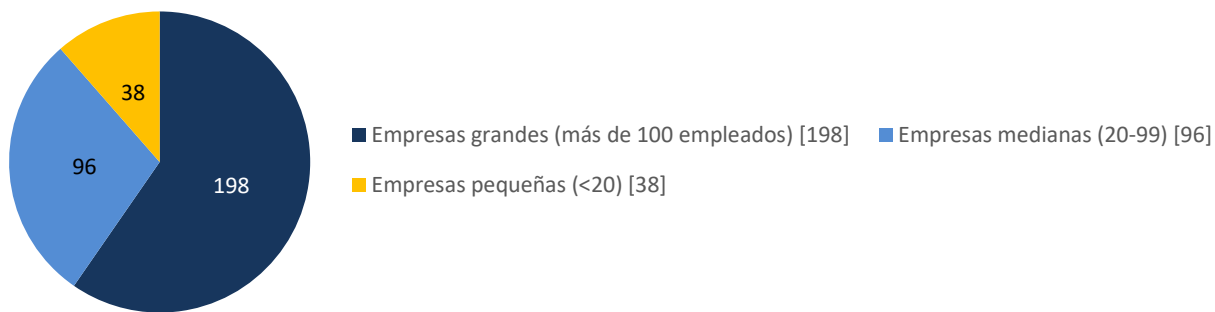 38
96
198
Empresas grandes (más de 100 empleados) [198]
Empresas medianas (20-99) [96]
Empresas pequeñas (<20) [38]